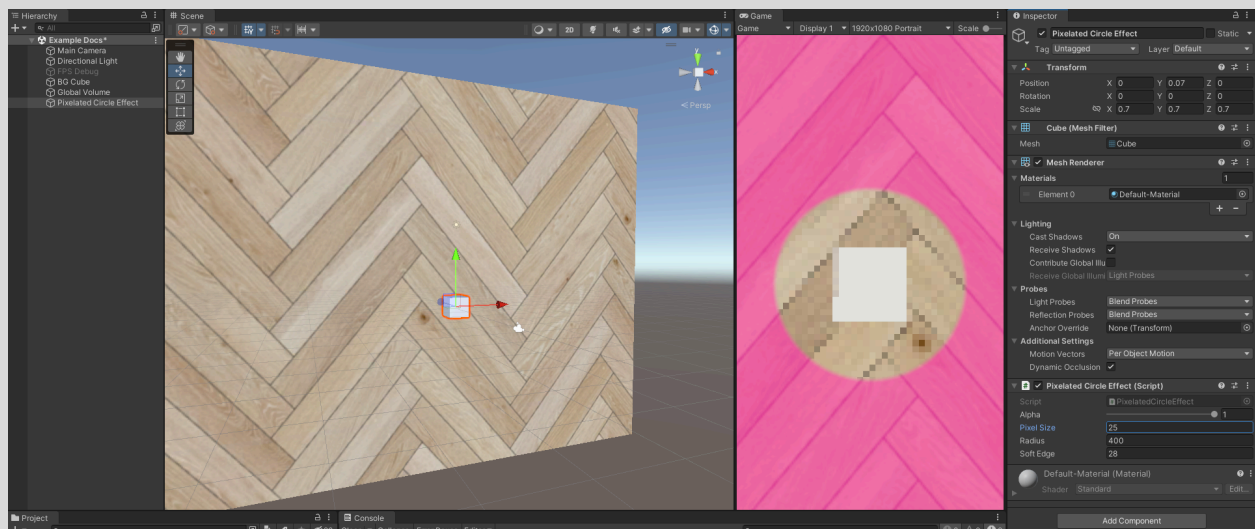 Hierarchy
All
Example Docs*
Main Camera
Directional Light
FPS Debug
BG Cube
Global Volume
Pixelated Circle Effect
Project
Scene
2D
y
x
Persp
Console
Game
Game Display 1 1920x1080 Portrait Scale
Inspector
Pixelated Circle Effect Static
Tag Untagged Layer Default
Transform
Position X 0 Y 0.07 Z 0
Rotation X 0 Y 0 Z 0
Scale X 0.7 Y 0.7 Z 0.7
Cube (Mesh Filter)
Mesh Cube
Mesh Renderer
Materials 1
Element 0 Default-Material
Lighting
Cast Shadows On
Receive Shadows
Contribute Global Illu
Receive Global Illumi Light Probes
Probes
Light Probes Blend Probes
Reflection Probes Blend Probes
Anchor Override None (Transform)
Additional Settings
Motion Vectors Per Object Motion
Dynamic Occlusion
Pixelated Circle Effect (Script)
Script PixelatedCircleEffect
Alpha 1
Pixel Size 25
Radius 400
Soft Edge 28
Default-Material (Material)
Shader Standard Edit...
Add Component